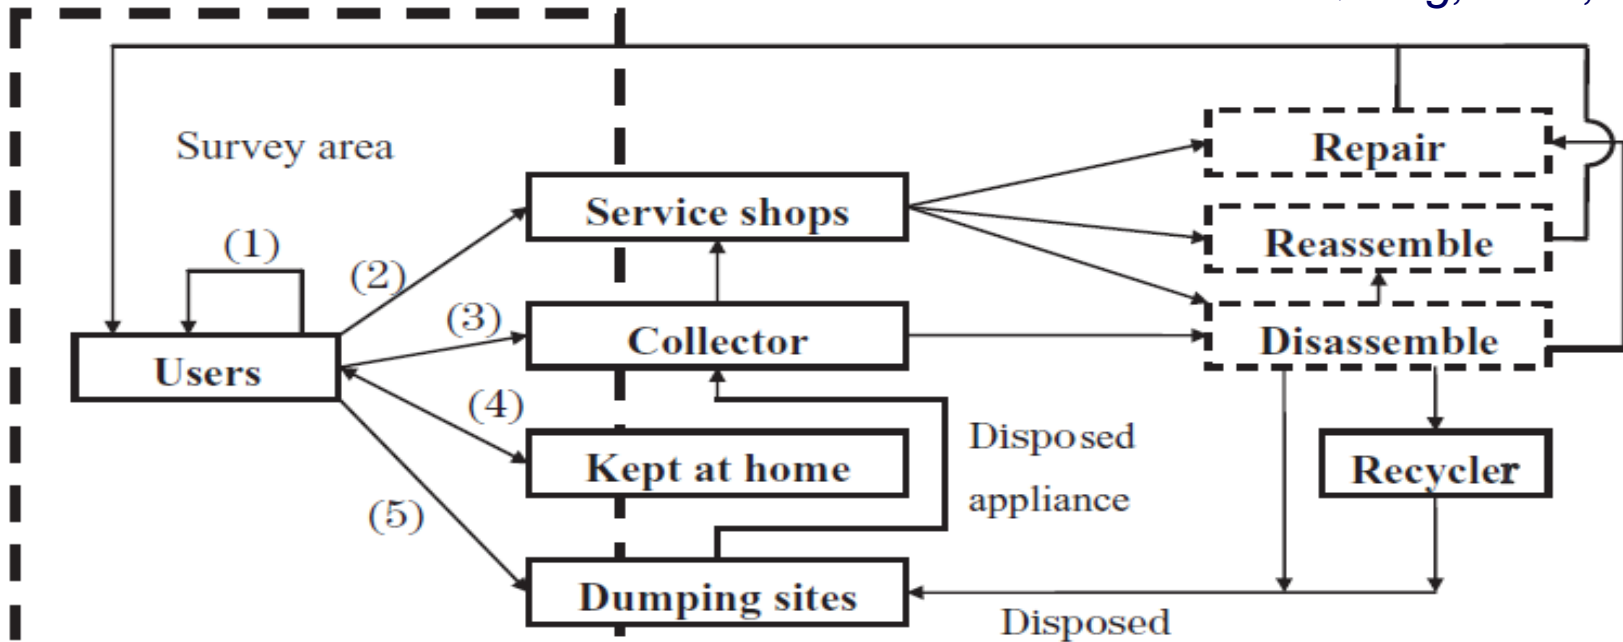 Survey area
Repair
Service shops
Reassemble
(1)
(2)
(3)
Collector
Disassemble
Users
(4)
Disposed
appliance
Kept at home
Recycler
(5)
Dumping sites
Disposed